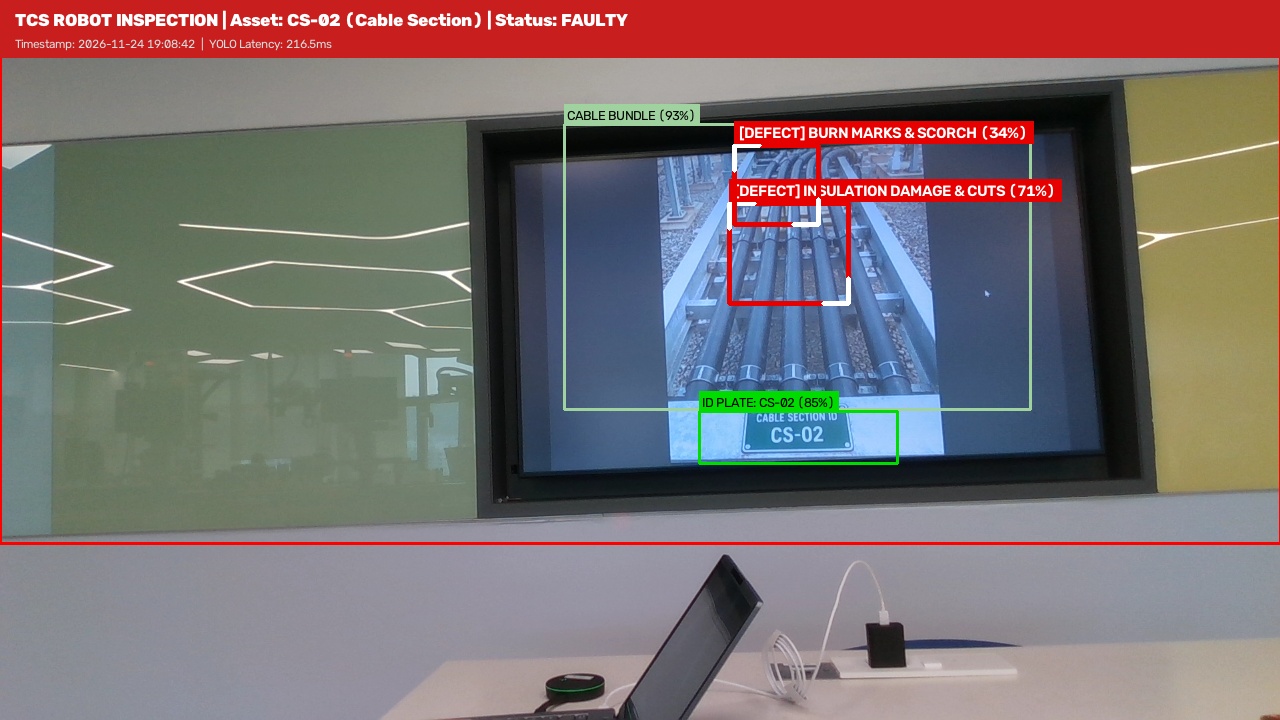 TCS ROBOT INSPECTION | Asset: CS-02 (Cable Section) | Status: FAULTY
Timestamp: 2026-11-24 19:08:42 | YOLO Latency: 216.5ms
CABLE BUNDLE (93%)
[DEFECT] BURN MARKS & SCORCH (34%)
[DEFECT] INSULATION DAMAGE & CUTS (71%)
ID PLATE: CS-02 (85%)
CABLE SECTION ID
CS-02